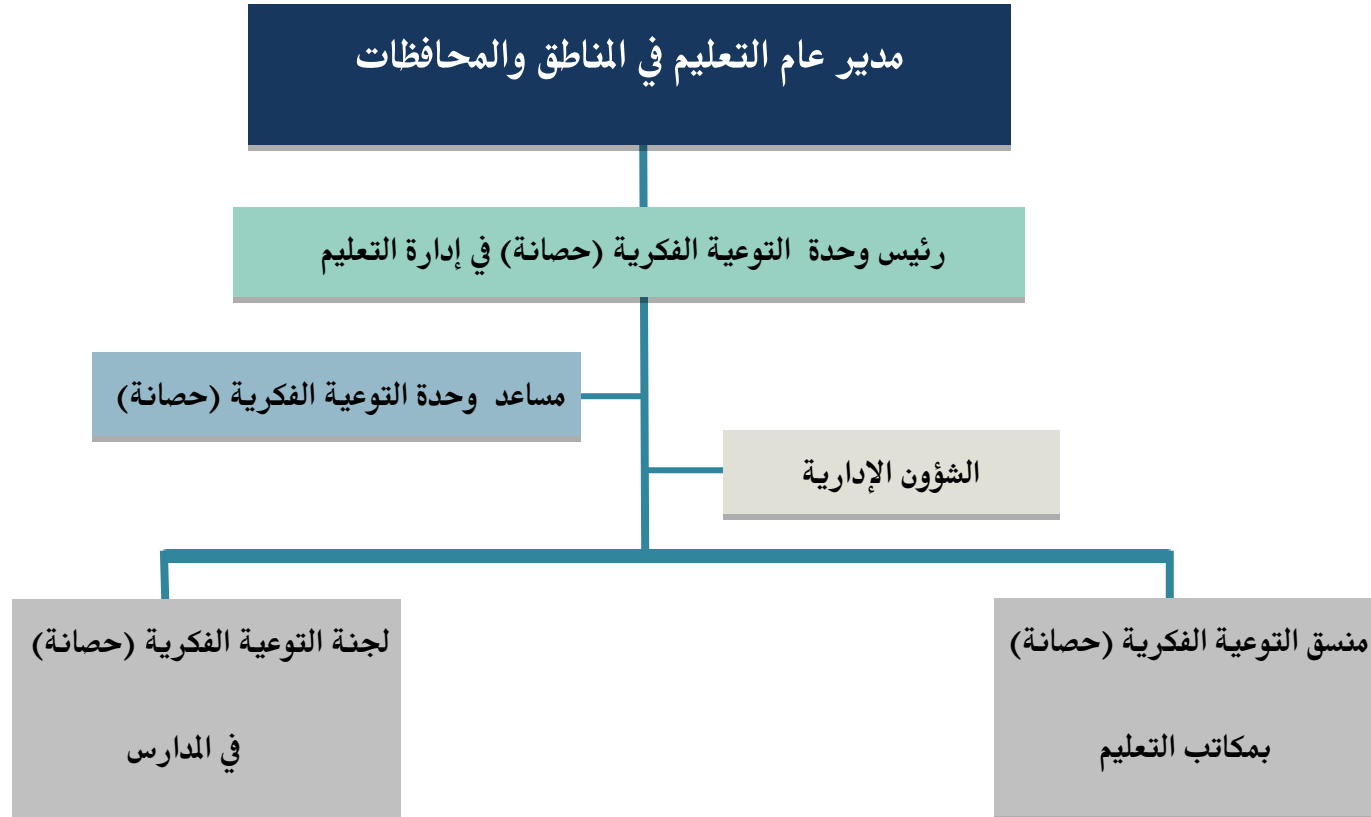 مدير عام التعليم في المناطق والمحافظات
رئيس وحدة التوعية الفكرية (حصانة) في إدارة التعليم
مساعد وحدة التوعية الفكرية (حصانة)
الشؤون الإدارية
منسق التوعية الفكرية (حصانة)
بمكاتب التعليم
لجنة التوعية الفكرية (حصانة)
في المدارس